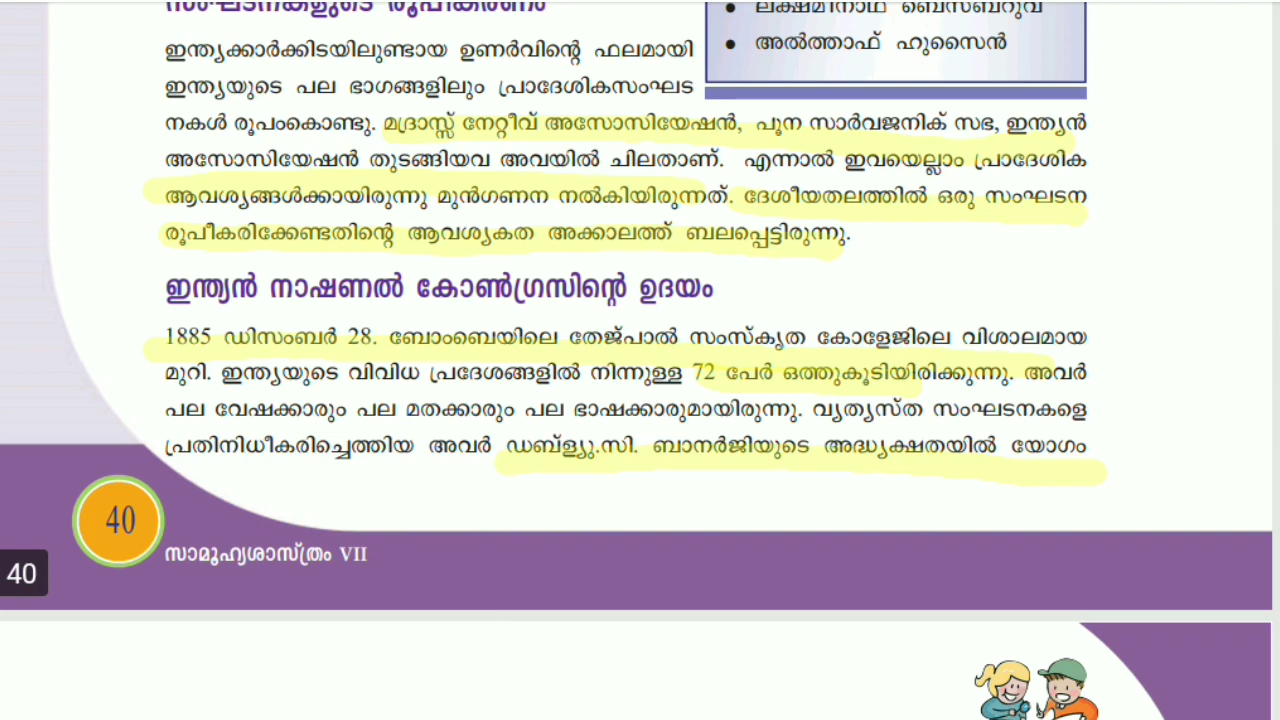 സംഘടനകളുടെ രൂപീകരണം
ലക്ഷ്മിനാഥ് ബെസ്ബറുവ
അൽത്താഫ് ഹുസൈൻ
ഇന്ത്യക്കാർക്കിടയിലുണ്ടായ ഉണർവിന്റെ ഫലമായി
ഇന്ത്യയുടെ പല ഭാഗങ്ങളിലും പ്രാദേശികസംഘട
നകൾ രൂപംകൊണ്ടു. മദ്രാസ്സ് നേറ്റീവ് അസോസിയേഷൻ, പൂന സാർവജനിക് സഭ, ഇന്ത്യൻ
അസോസിയേഷൻ തുടങ്ങിയവ അവയിൽ ചിലതാണ്. എന്നാൽ ഇവയെല്ലാം പ്രാദേശിക
ആവശ്യങ്ങൾക്കായിരുന്നു മുൻഗണന നൽകിയിരുന്നത്. ദേശീയതലത്തിൽ ഒരു സംഘടന
രൂപീകരിക്കേണ്ടതിന്റെ ആവശ്യകത അക്കാലത്ത് ബലപ്പെട്ടിരുന്നു.
ഇന്ത്യൻ നാഷണൽ കോൺഗ്രസിന്റെ ഉദയം
1885 ഡിസംബർ 28. ബോംബെയിലെ തേജ്പാൽ സംസ്കൃത കോളേജിലെ വിശാലമായ
മുറി. ഇന്ത്യയുടെ വിവിധ പ്രദേശങ്ങളിൽ നിന്നുള്ള 72 പേർ ഒത്തുകൂടിയിരിക്കുന്നു. അവർ
പല വേഷക്കാരും പല മതക്കാരും പല ഭാഷക്കാരുമായിരുന്നു. വ്യത്യസ്ത സംഘടനകളെ
പ്രതിനിധീകരിച്ചെത്തിയ അവർ ഡബ്ള്യു.സി. ബാനർജിയുടെ അദ്ധ്യക്ഷതയിൽ യോഗം
40
സാമൂഹ്യശാസ്ത്രം VII
40